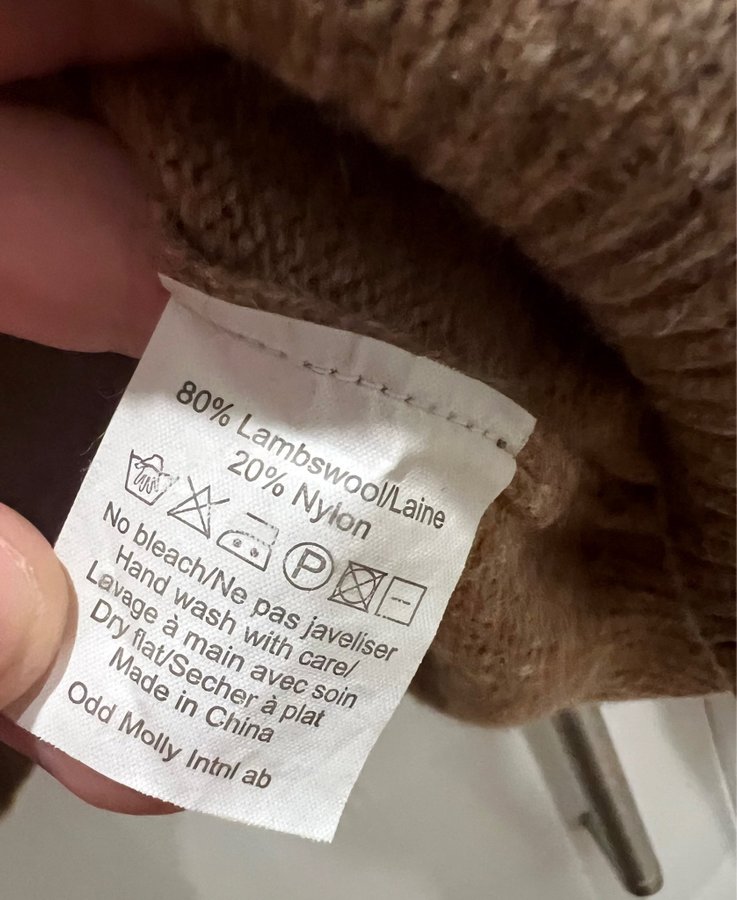 80% Lambswool/Laine
20% Nylon
P
No bleach/Ne pas javeliser
Hand wash with care/
Lavage à main avec soin
Dry flat/Secher à plat
Made in China
Odd Molly Intnl ab